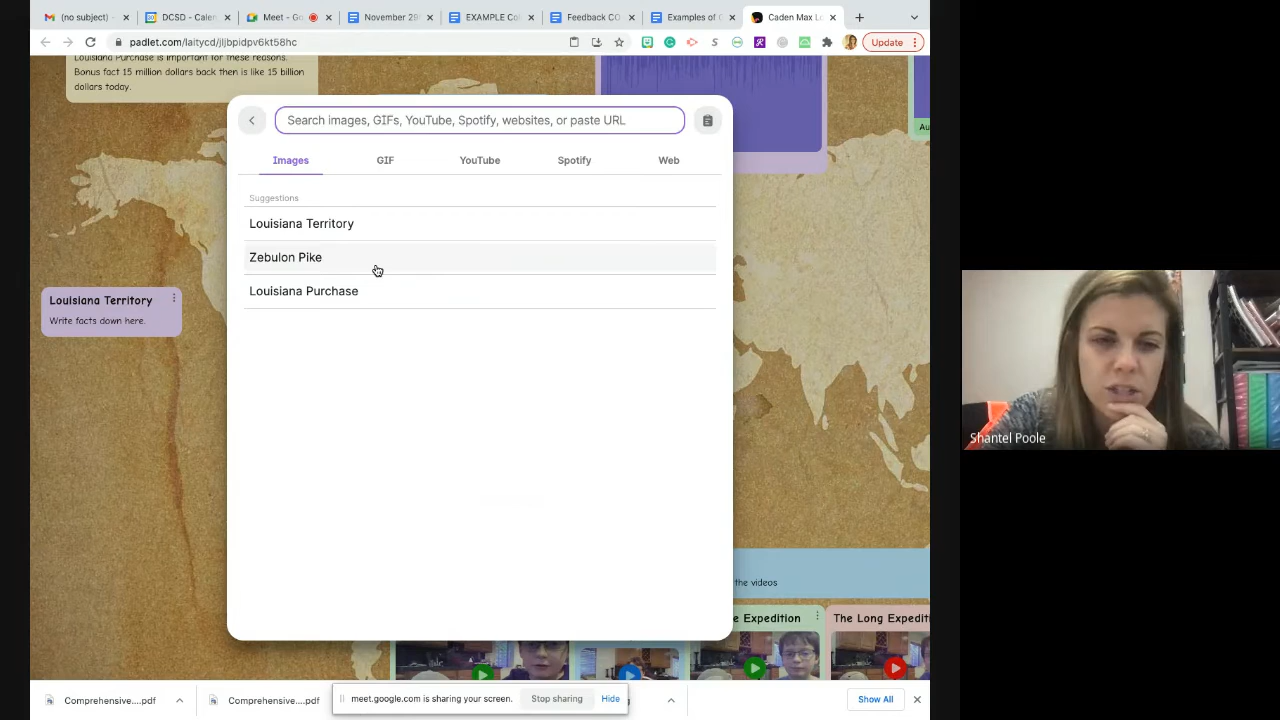 (no subject) -
DCSD - Calen
Meet - Go
November 28
EXAMPLE Co
Feedback CO
Examples of C
Caden Max Lo
padlet.com/laitycd/jljbpidpv6kt58hc
Update
Louisiana Purchase is important for these reasons.
Bonus fact 15 million dollars back then is like 15 billion
dollars today.
Search images, GIFs, YouTube, Spotify, websites, or paste URL
Au
Images
GIF
YouTube
Spotify
Web
Suggestions
Louisiana Territory
Zebulon Pike
Louisiana Purchase
Louisiana Territory
Write facts down here.
Shantel Poole
the videos
e Expedition
The Long Expediti
Comprehensive....pdf
Comprehensive....pdf
meet.google.com is sharing your screen.
Stop sharing
Hide
Show All